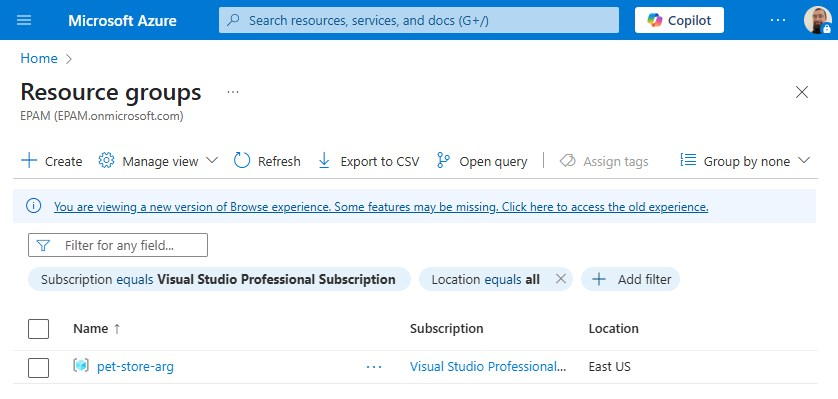 Microsoft Azure Search resources, services, and docs (G+/) Copilot ...
Home >
Resource groups ...
EPAM (EPAM.onmicrosoft.com)
Create Manage view Refresh Export to CSV Open query Assign tags Group by none
You are viewing a new version of Browse experience. Some features may be missing. Click here to access the old experience.
Filter for any field...
Subscription equals Visual Studio Professional Subscription Location equals all Add filter
Name ↑ Subscription Location
pet-store-arg ... Visual Studio Professional... East US